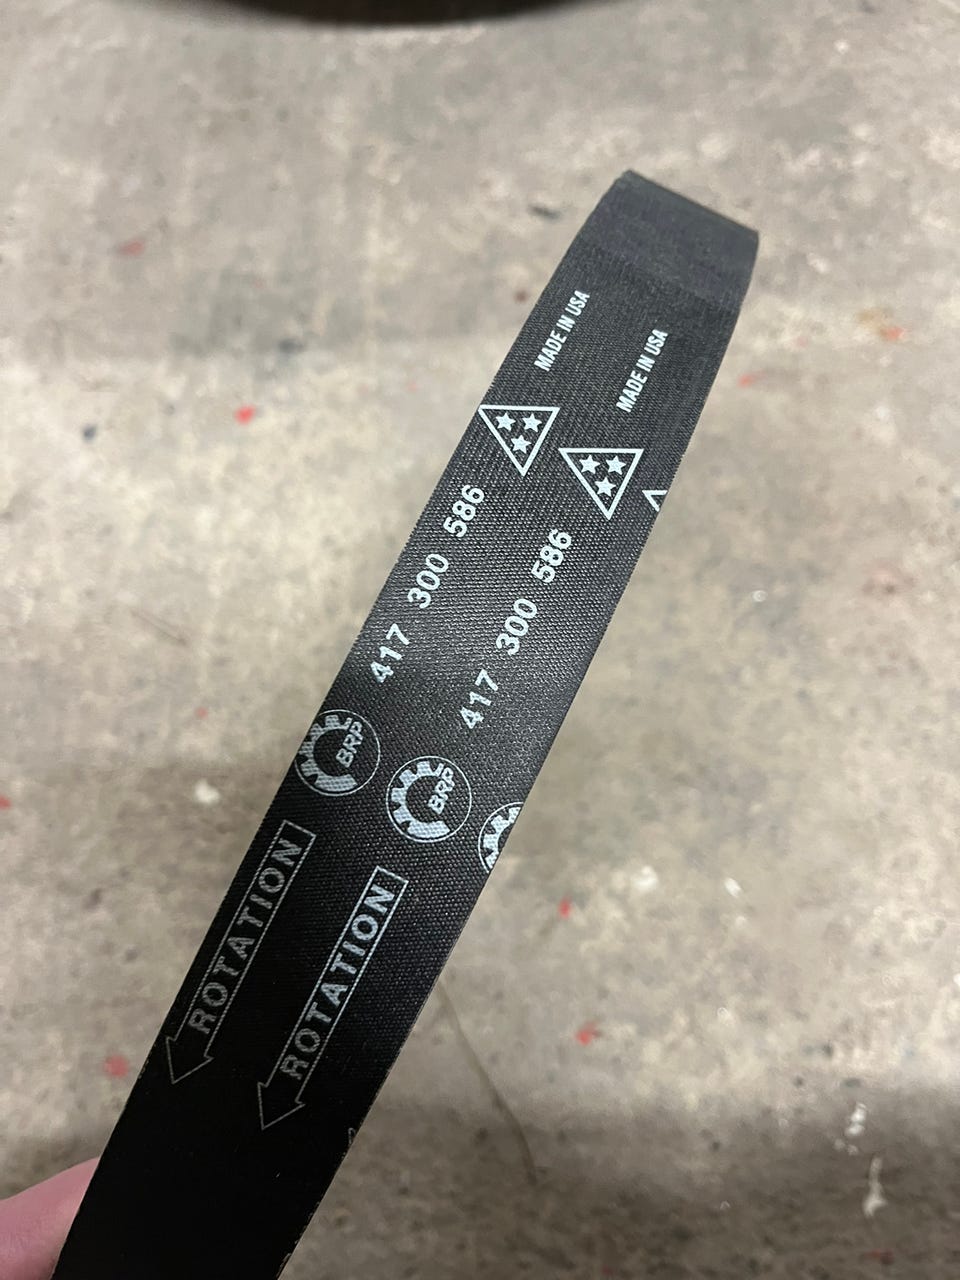 MADE IN USA
MADE IN USA
417 300 586
417 300 586
BRP
BRP
ROTATION
ROTATION